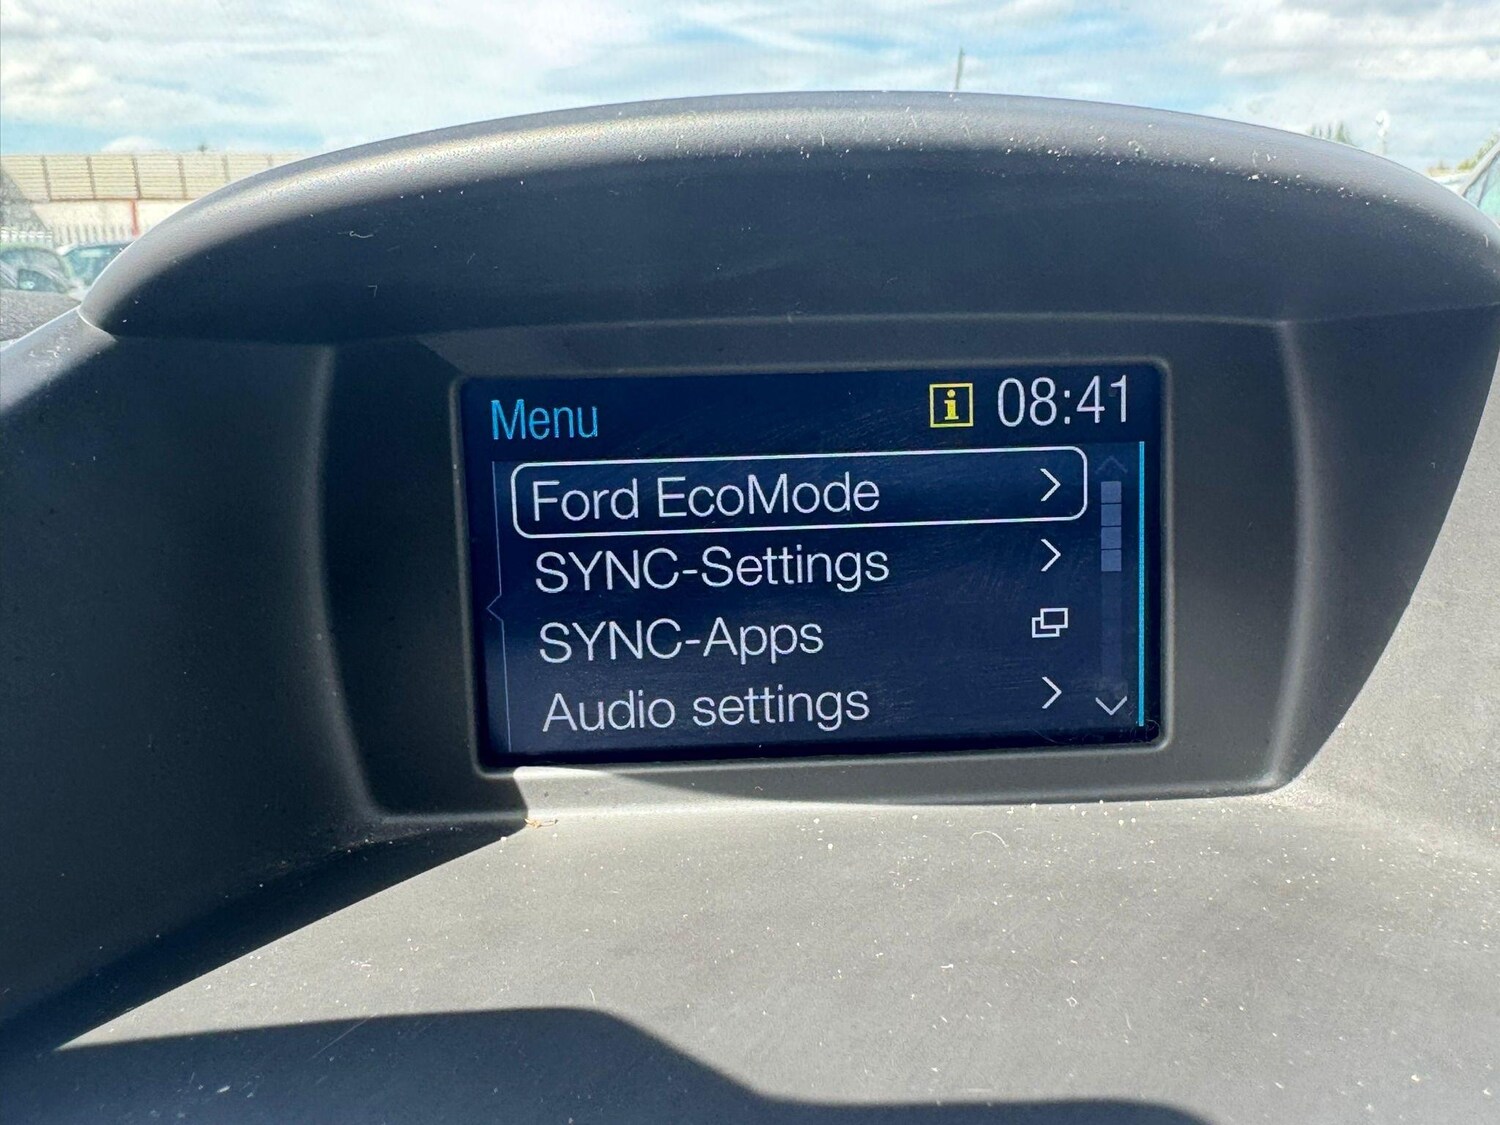 Menu i 08:41
Ford EcoMode
SYNC-Settings
SYNC-Apps
Audio settings